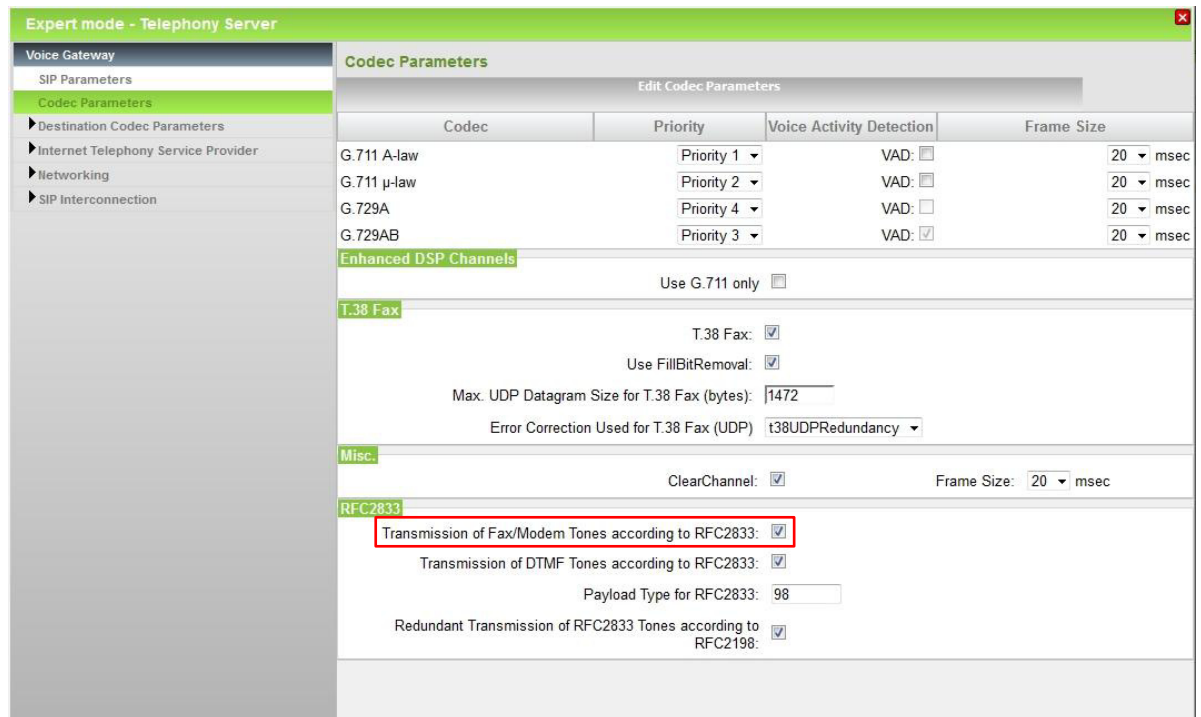 Expert mode - Telephony Server
Voice Gateway
SIP Parameters
Codec Parameters
Destination Codec Parameters
Internet Telephony Service Provider
Networking
SIP Interconnection
Codec Parameters
Edit Codec Parameters
Codec Priority Voice Activity Detection Frame Size
G.711 A-law Priority 1 VAD: 20 msec
G.711 µ-law Priority 2 VAD: 20 msec
G.729A Priority 4 VAD: 20 msec
G.729AB Priority 3 VAD: 20 msec
Enhanced DSP Channels
Use G.711 only
T.38 Fax
T.38 Fax:
Use FillBitRemoval:
Max. UDP Datagram Size for T.38 Fax (bytes): 1472
Error Correction Used for T.38 Fax (UDP) t38UDPRedundancy
Misc.
ClearChannel: Frame Size: 20 msec
RFC2833
Transmission of Fax/Modem Tones according to RFC2833:
Transmission of DTMF Tones according to RFC2833:
Payload Type for RFC2833: 98
Redundant Transmission of RFC2833 Tones according to
RFC2198: